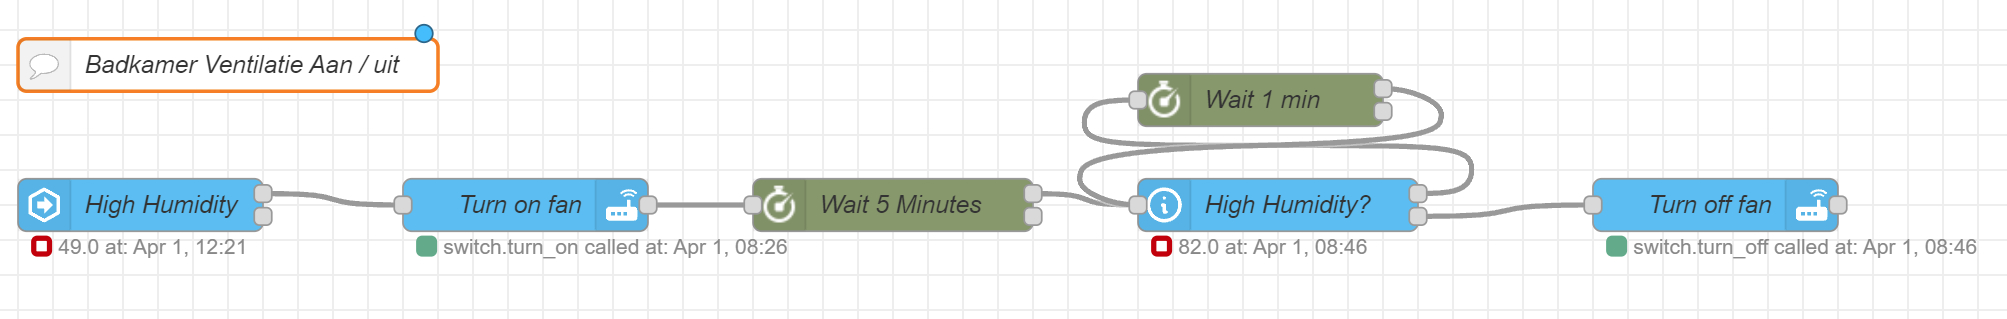 Badkamer Ventilatie Aan / uit
Wait 1 min
High Humidity
Turn on fan
Wait 5 Minutes
High Humidity?
Turn off fan
49.0 at: Apr 1, 12:21
switch.turn_on called at: Apr 1, 08:26
82.0 at: Apr 1, 08:46
switch.turn_off called at: Apr 1, 08:46